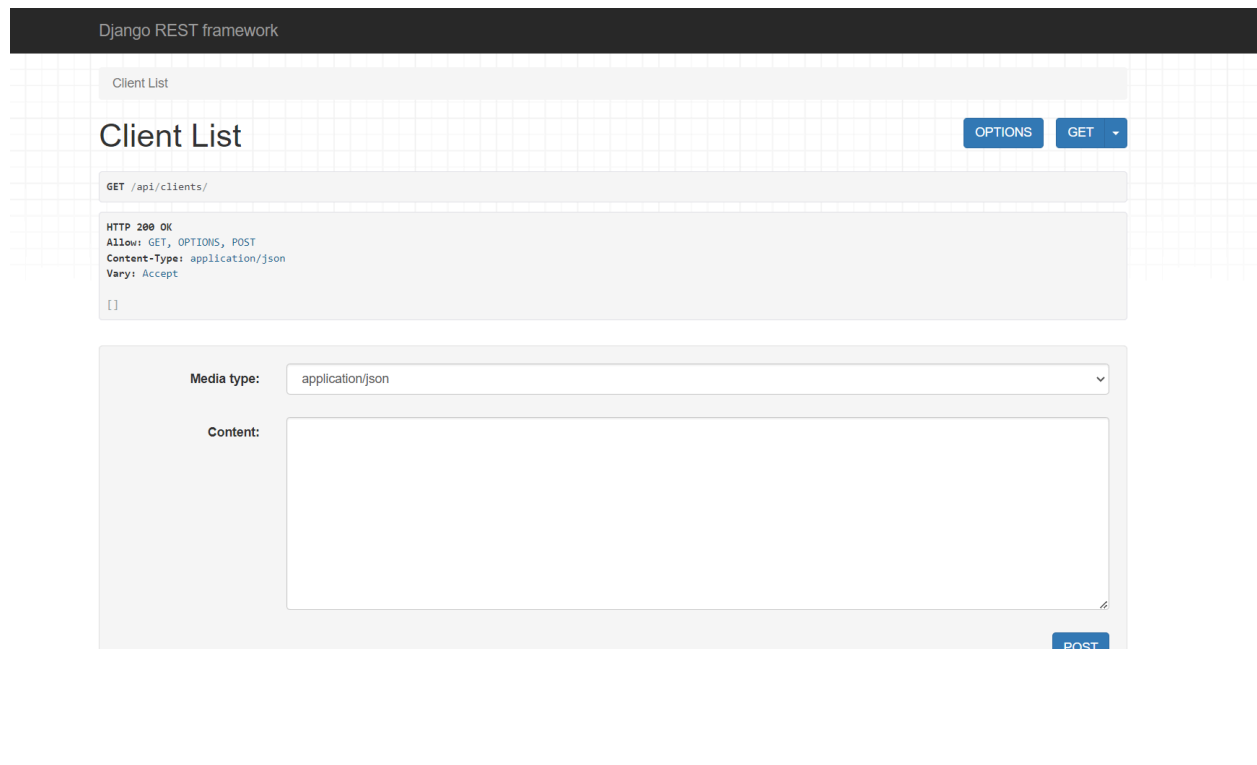 Django REST framework
Client List
Client List
OPTIONS
GET
GET /api/clients/
HTTP 200 OK
Allow: GET, OPTIONS, POST
Content-Type: application/json
Vary: Accept
[]
Media type:
application/json
Content:
POST